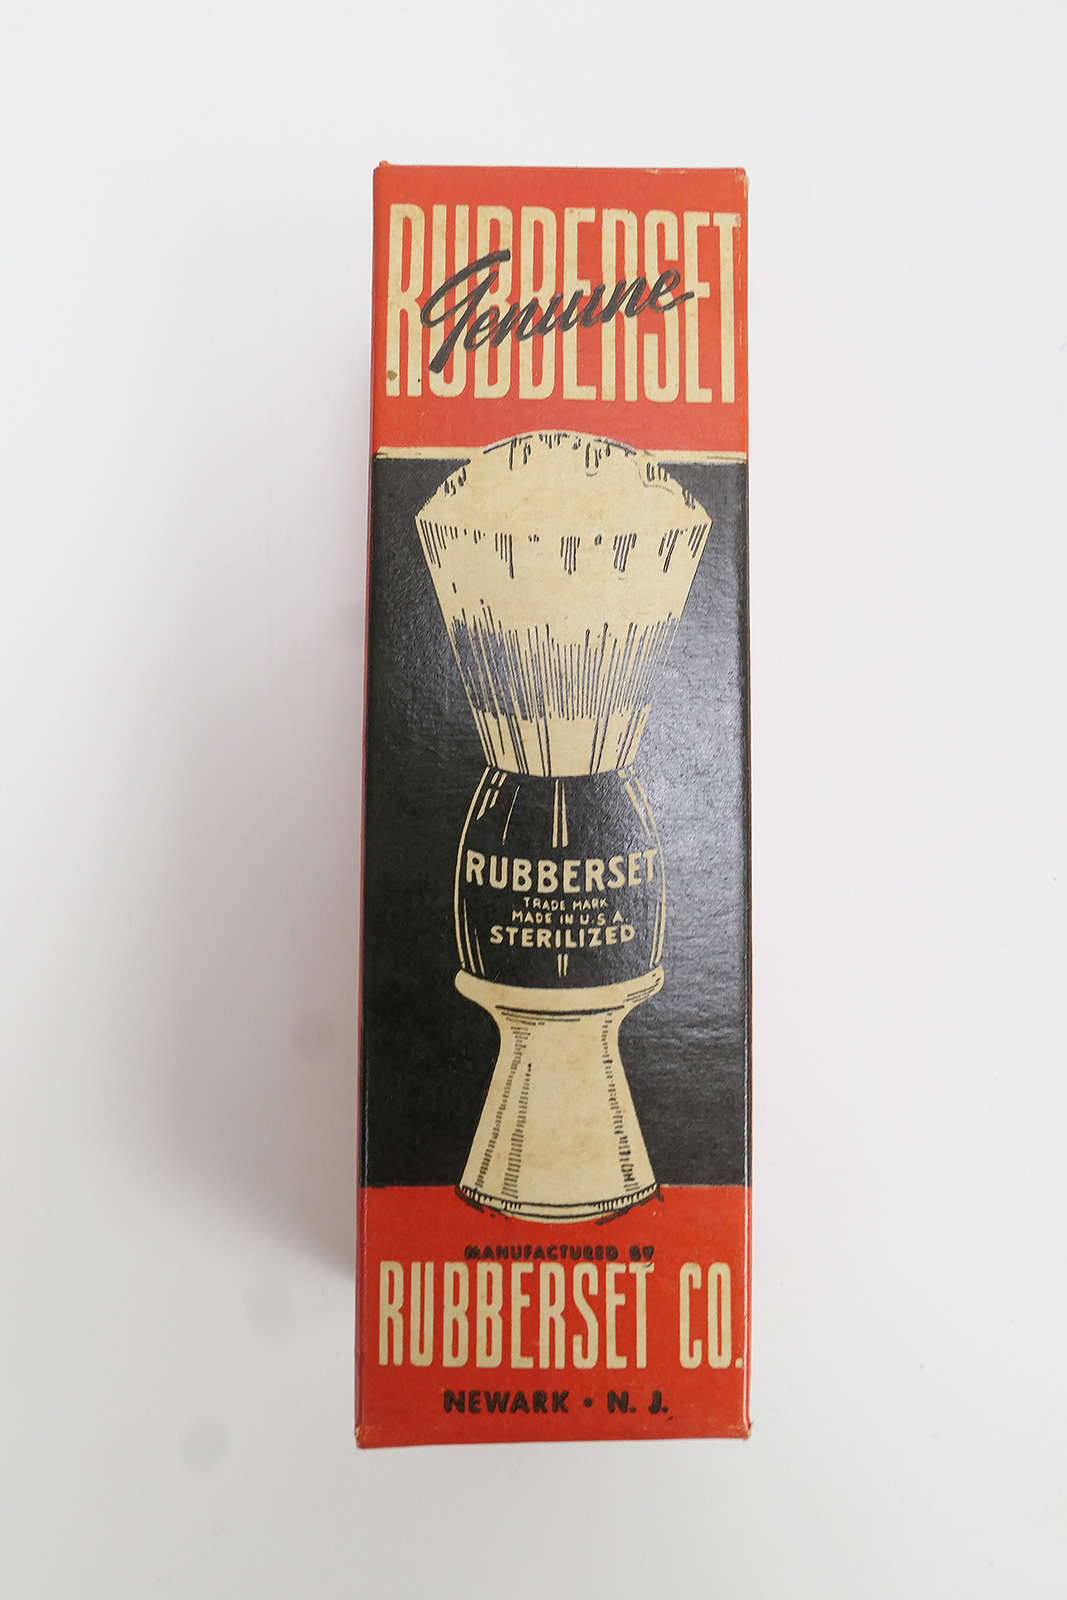 RUBBERSET
Genuine
RUBBERSET
TRADE MARK
MADE IN U.S.A.
STERILIZED
MANUFACTURED BY
RUBBERSET CO.
NEWARK • N. J.